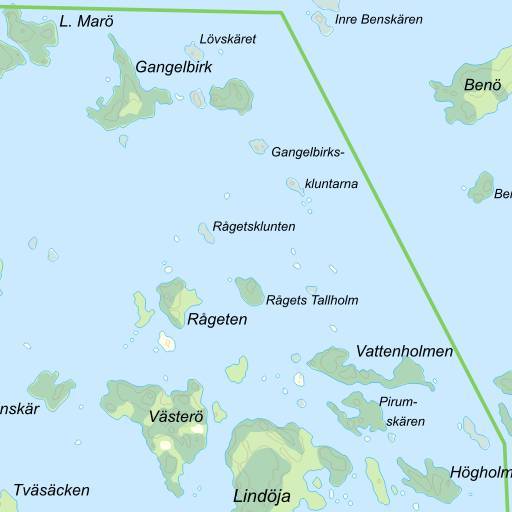 L. Marö
Inre Benskären
Lövskäret
Gangelbirk
Benö
Gangelbirks-
kluntarna
Ber
Rågetsklunten
Rågets Tallholm
Rågeten
Vattenholmen
Pirum-
skären
nskär
Västerö
Högholm
Tväsäcken
Lindöja